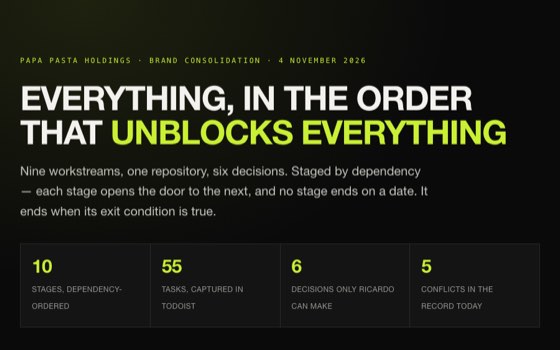 PAPA PASTA HOLDINGS · BRAND CONSOLIDATION · 4 NOVEMBER 2026
EVERYTHING, IN THE ORDER
THAT UNBLOCKS EVERYTHING
Nine workstreams, one repository, six decisions. Staged by dependency
— each stage opens the door to the next, and no stage ends on a date. It
ends when its exit condition is true.
10
STAGES, DEPENDENCY-
ORDERED
55
TASKS, CAPTURED IN
TODOIST
6
DECISIONS ONLY RICARDO
CAN MAKE
5
CONFLICTS IN THE
RECORD TODAY